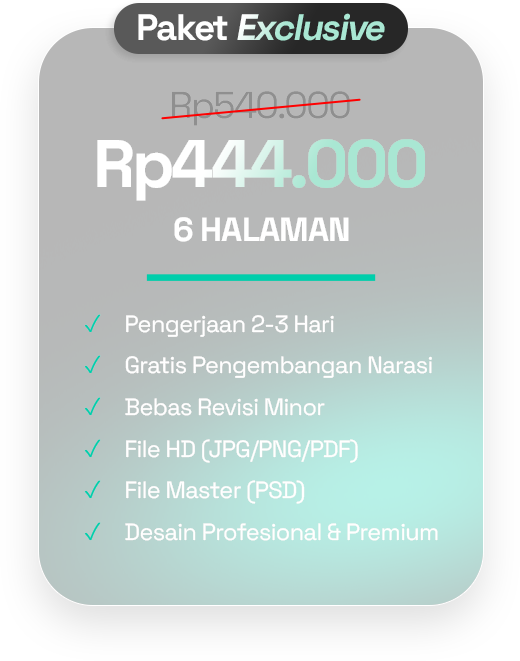 Paket Exclusive
Rp540.000
Rp444.000
6 HALAMAN
✓ Pengerjaan 2-3 Hari
✓ Gratis Pengembangan Narasi
✓ Bebas Revisi Minor
✓ File HD (JPG/PNG/PDF)
✓ File Master (PSD)
✓ Desain Profesional & Premium